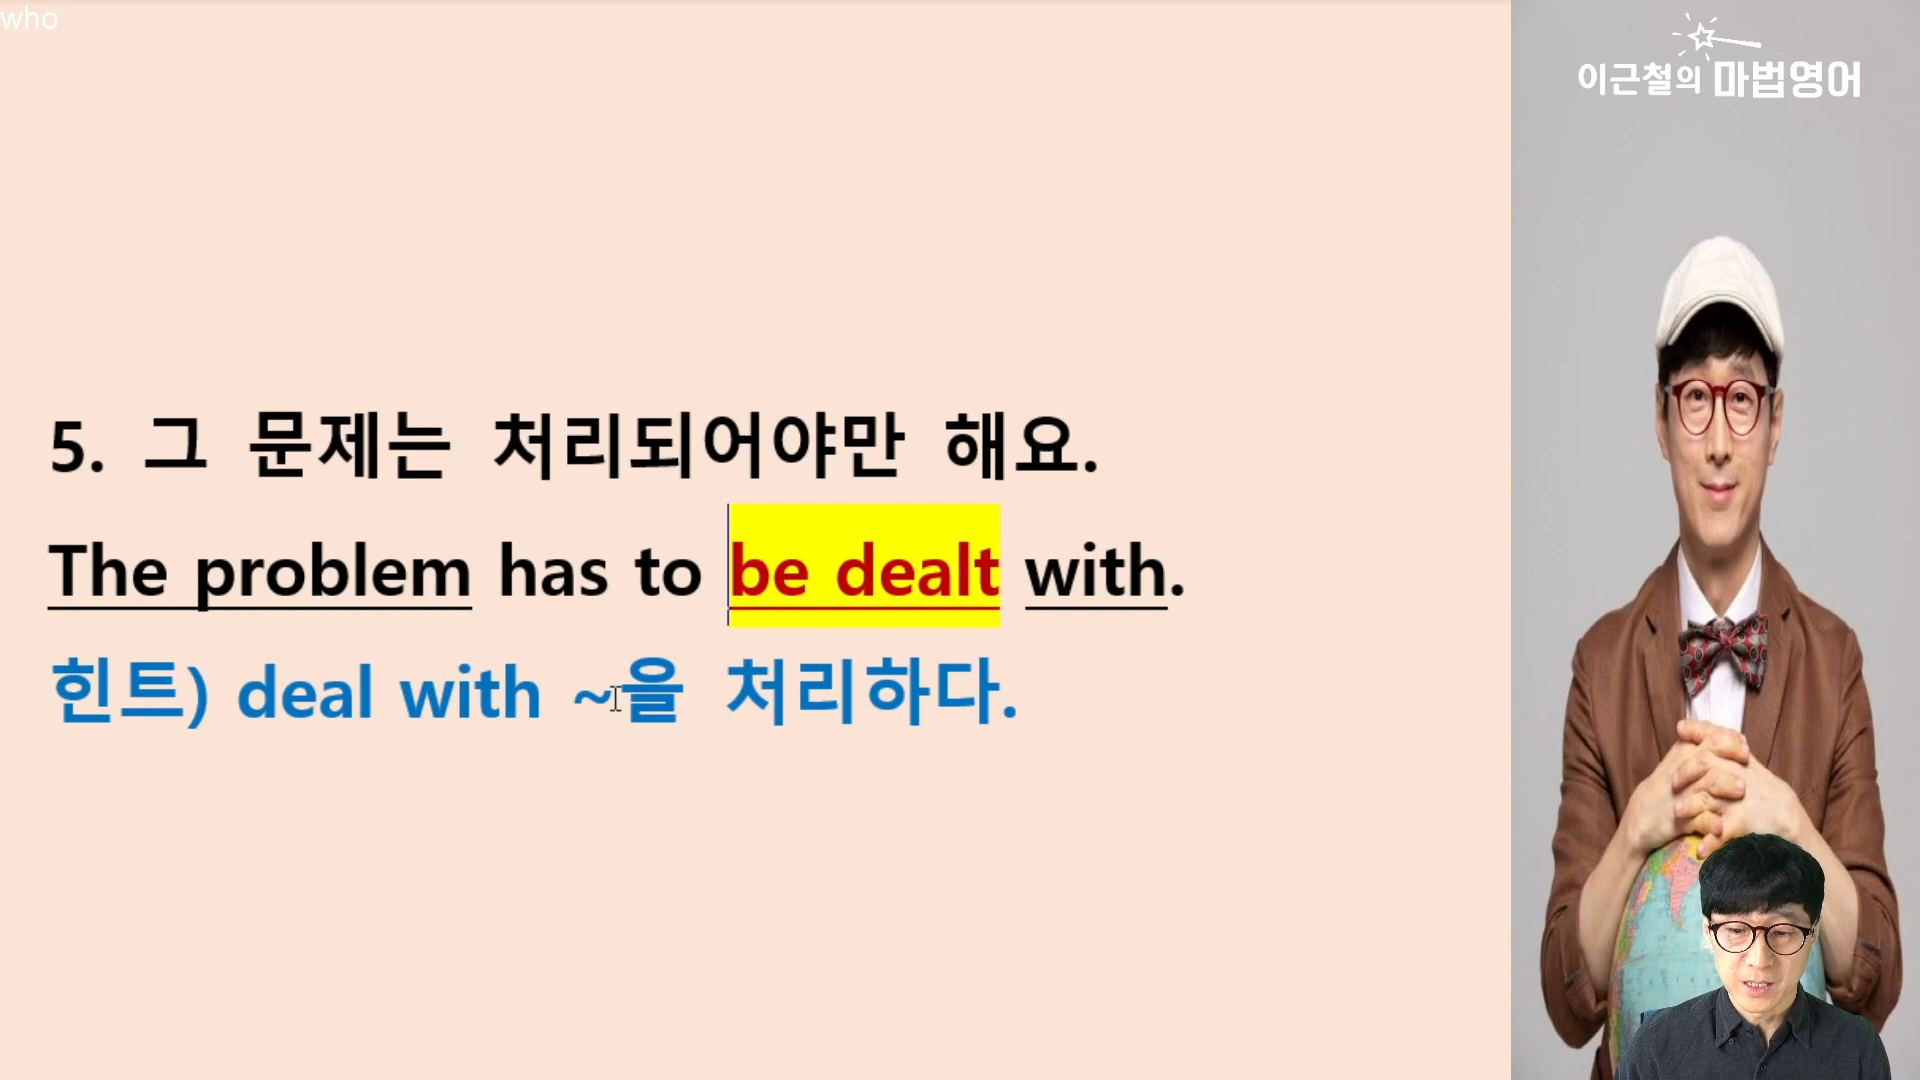 who
이근철의 마법영어
5. 그 문제는 처리되어야만 해요.
The problem has to be dealt with.
힌트) deal with ~을 처리하다.